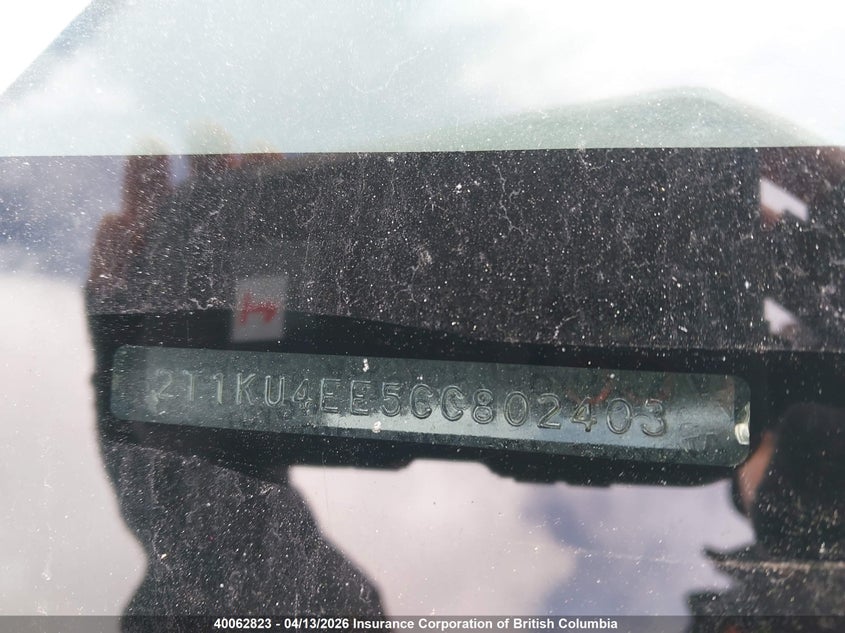 2T1KU4EE5CC802403
40062823 - 04/13/2026 Insurance Corporation of British Columbia